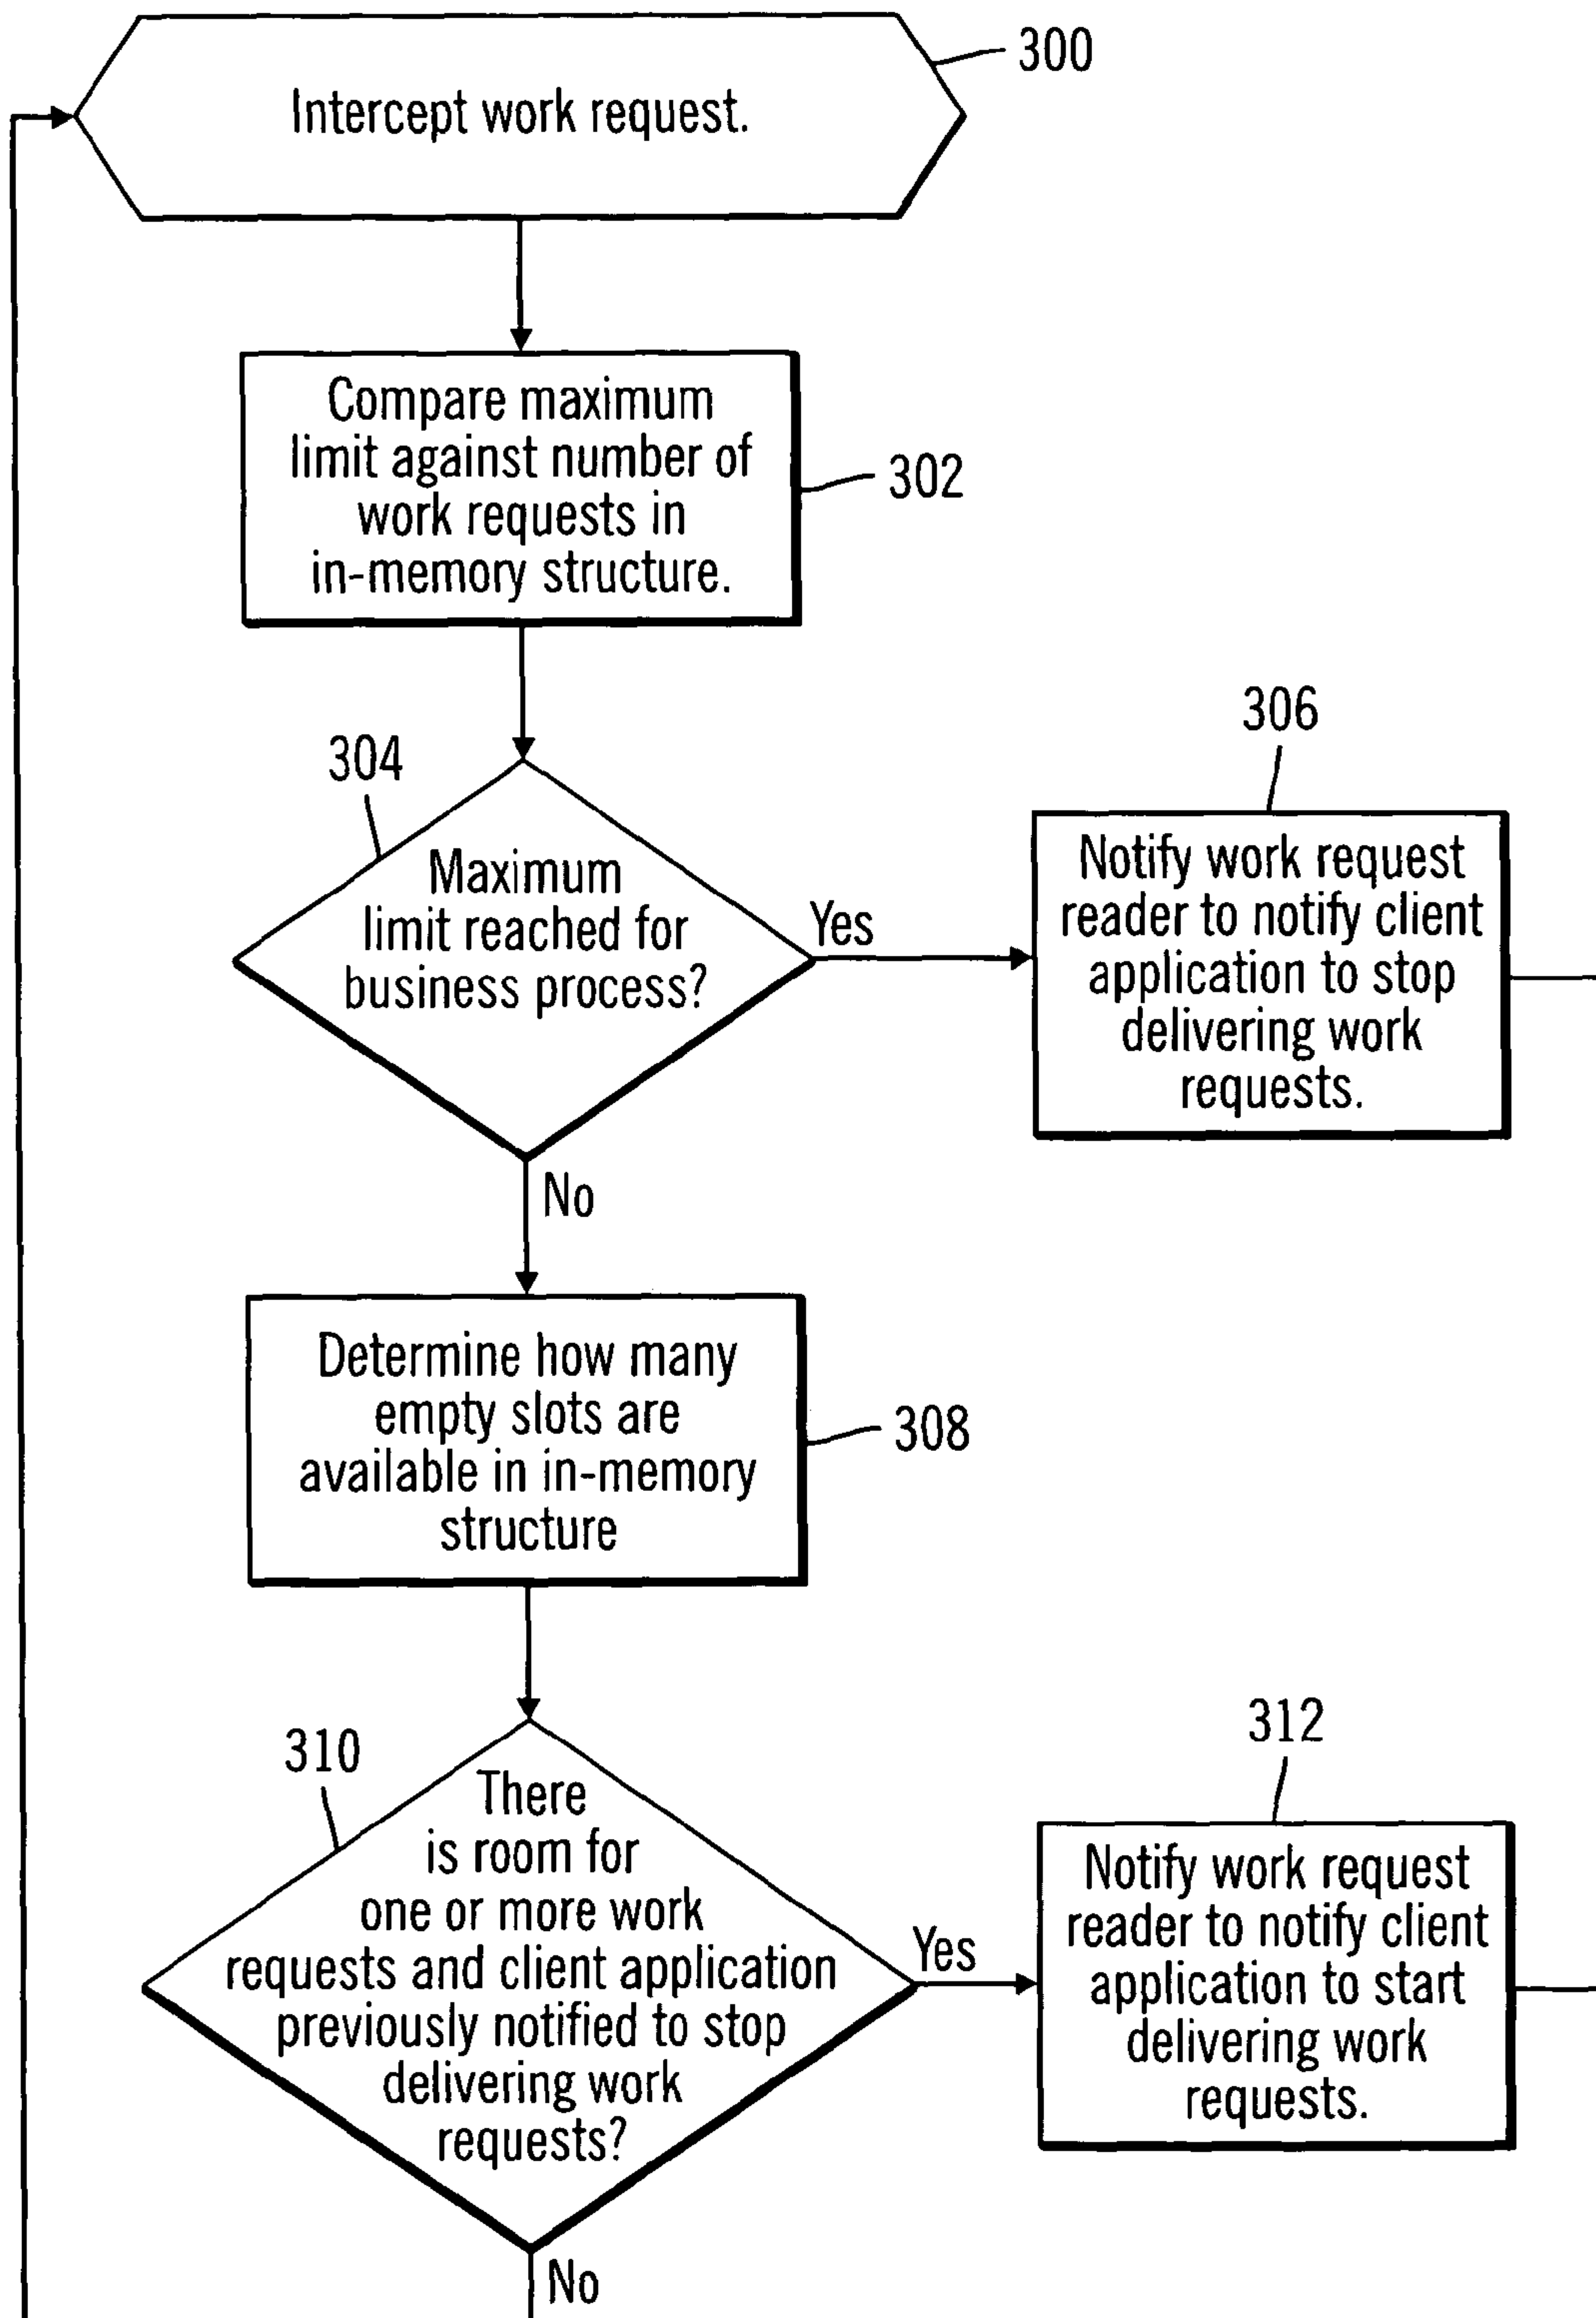 300
Intercept work request.
Compare maximum
limit against number of
work requests in
in-memory structure.
302
304
Maximum
limit reached for
business process?
Yes
306
Notify work request
reader to notify client
application to stop
delivering work
requests.
No
Determine how many
empty slots are
available in in-memory
structure
308
310
There
is room for
one or more work
requests and client application
previously notified to stop
delivering work
requests?
Yes
312
Notify work request
reader to notify client
application to start
delivering work
requests.
No